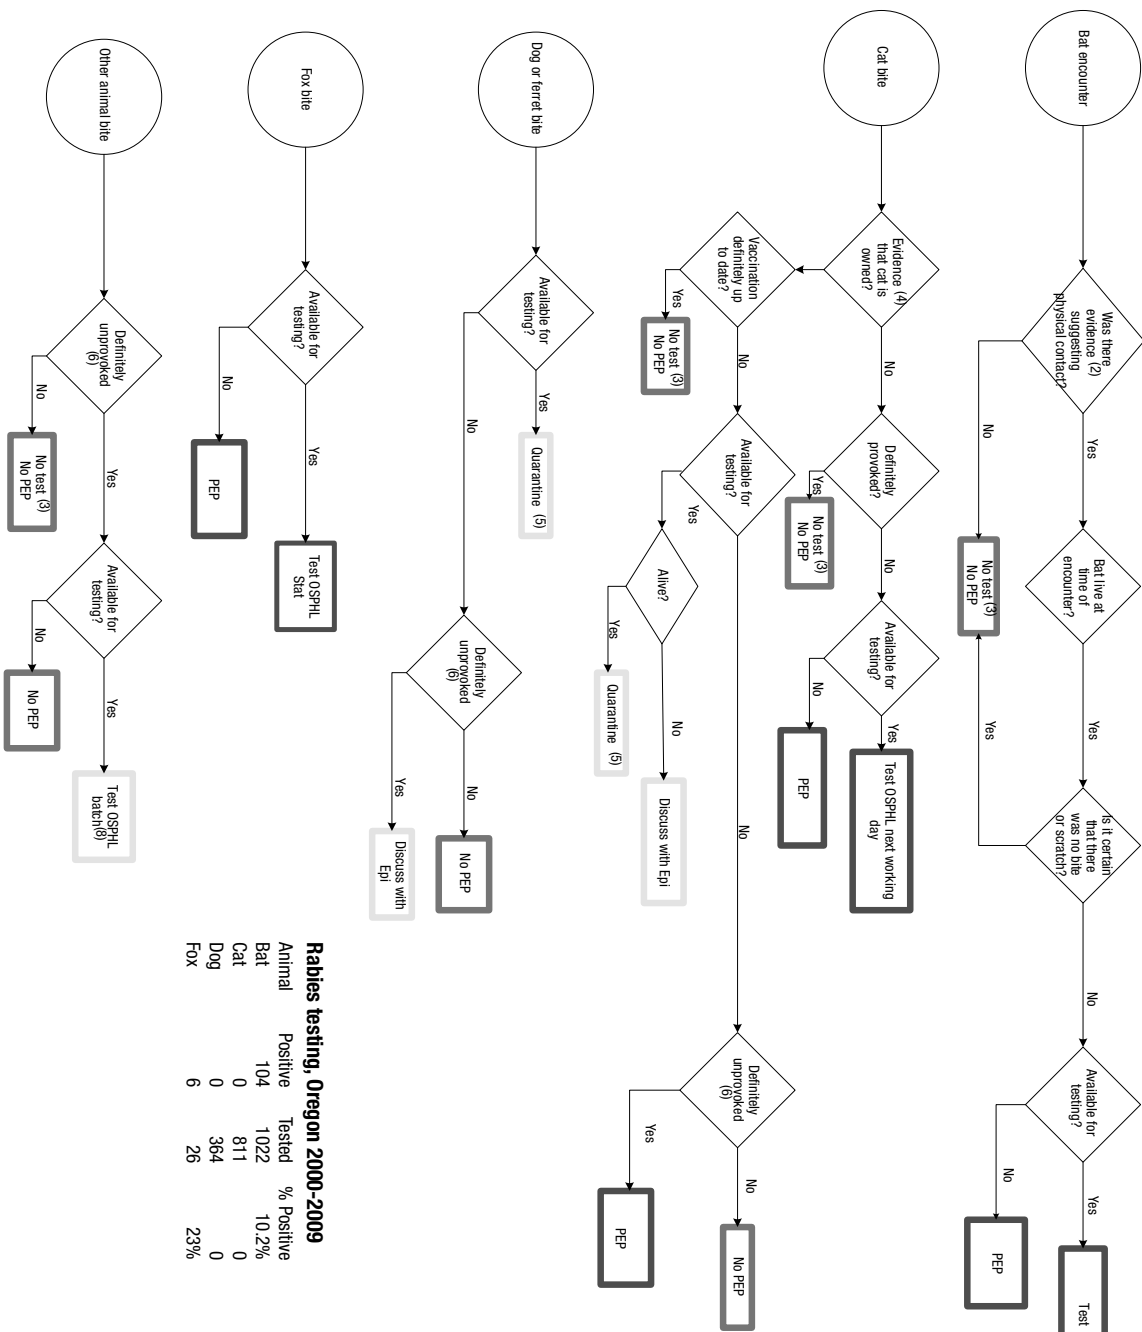 Bat encounter
Was there
evidence (2)
suggesting
physical contact?
No
Yes
No test (3)
No PEP
Bat live at
time of
encounter?
Yes
Yes
Is it certain
that there
was no bite
or scratch?
No
Available for
testing?
No
Yes
PEP
Test
Cat bite
Evidence (4)
that cat is
owned?
No
Definitely
provoked?
Yes
No test (3)
No PEP
No
Available for
testing?
No
PEP
Yes
Test OSPHL next working
day
Vaccination
definitely up
to date?
Yes
No test (3)
No PEP
No
Available for
testing?
Yes
Alive?
Yes
Quarantine (5)
No
Discuss with Epi
No
Definitely
unprovoked
(6)
Yes
PEP
No
No PEP
Dog or ferret bite
Available for
testing?
Yes
Quarantine (5)
No
Definitely
unprovoked
(6)
No
No PEP
Yes
Discuss with
Epi
Fox bite
Available for
testing?
No
PEP
Yes
Test OSPHL
Stat
Other animal bite
Definitely
unprovoked
(6)
No
No test (3)
No PEP
Yes
Available for
testing?
No
No PEP
Yes
Test OSPHL
batch(8)
Rabies testing, Oregon 2000-2009
Animal Positive Tested % Positive
Bat 104 1022 10.2%
Cat 0 811 0
Dog 0 364 0
Fox 6 26 23%